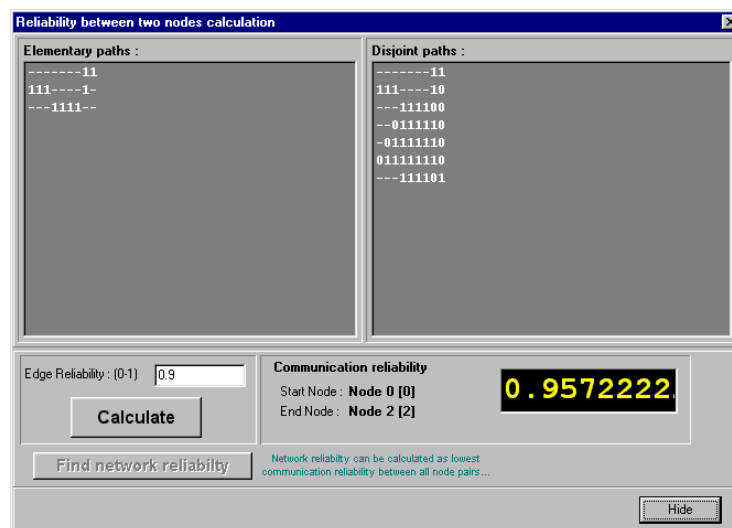 Reliability between two nodes calculation
Elementary paths :
-------11
111----1-
---1111--
Disjoint paths :
-------11
111----10
---111100
--0111110
-01111110
011111110
---111101
Edge Reliability : (0-1) 0.9
Calculate
Find network reliabilty
Communication reliability
Start Node : Node 0 [0]
End Node : Node 2 [2]
0.9572222
Network reliabilty can be calculated as lowest
communication reliability between all node pairs...
Hide